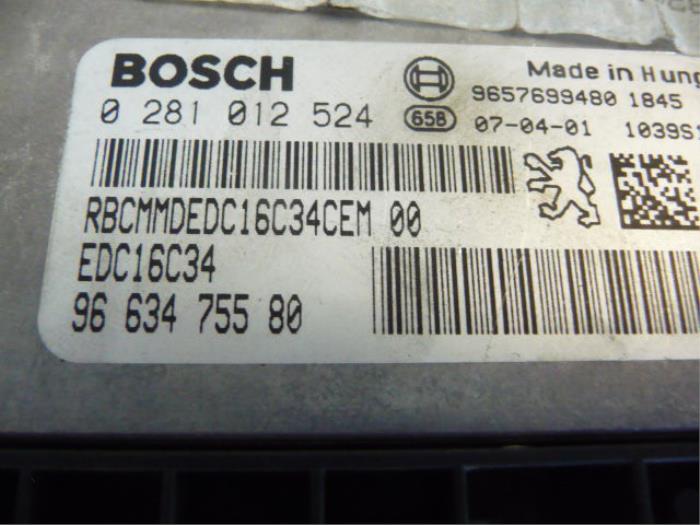 BOSCH
Made in Hung
9657699480 1845
0 281 012 524
658
07-04-01 1039S
RBCMMDEDC16C34CEM 00
EDC16C34
96 634 755 80